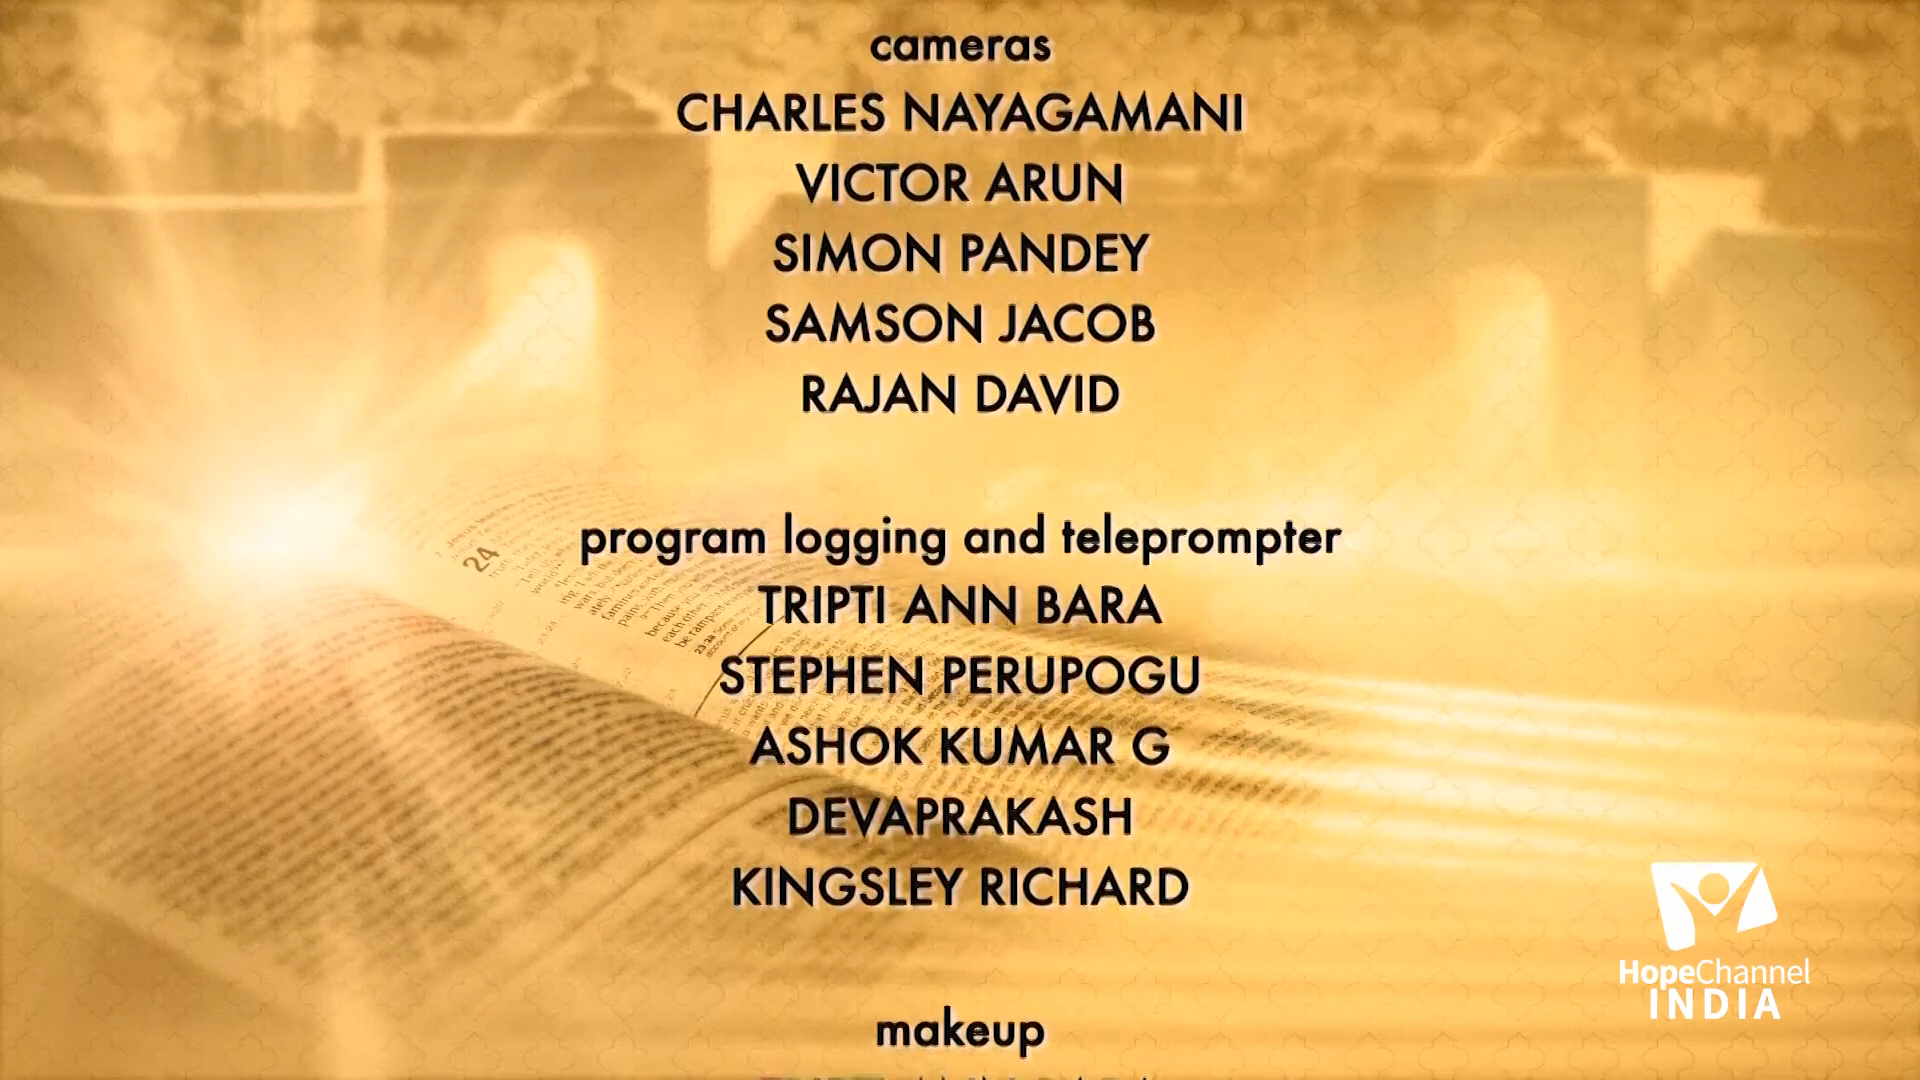 cameras
CHARLES NAYAGAMANI
VICTOR ARUN
SIMON PANDEY
SAMSON JACOB
RAJAN DAVID
program logging and teleprompter
TRIPTI ANN BARA
STEPHEN PERUPOGU
ASHOK KUMAR G
DEVAPRAKASH
KINGSLEY RICHARD
makeup
24
HopeChannel
INDIA